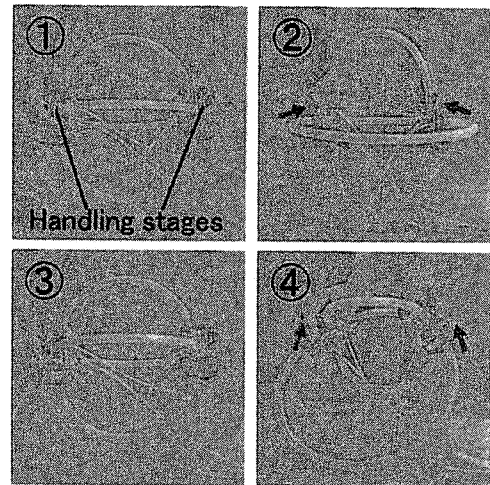 ①
②
Handling stages
③
④